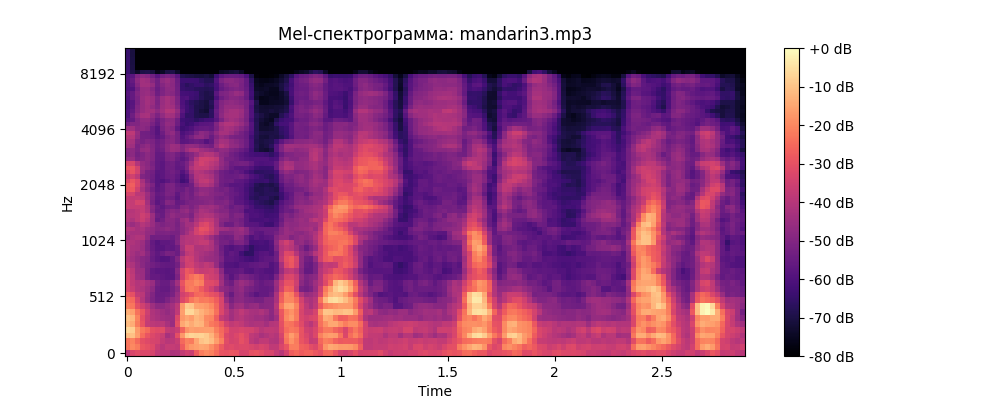 Mel-спектрограмма: mandarin3.mp3
Hz
8192
4096
2048
1024
512
0
0
0.5
1
1.5
2
2.5
Time
+0 dB
-10 dB
-20 dB
-30 dB
-40 dB
-50 dB
-60 dB
-70 dB
-80 dB